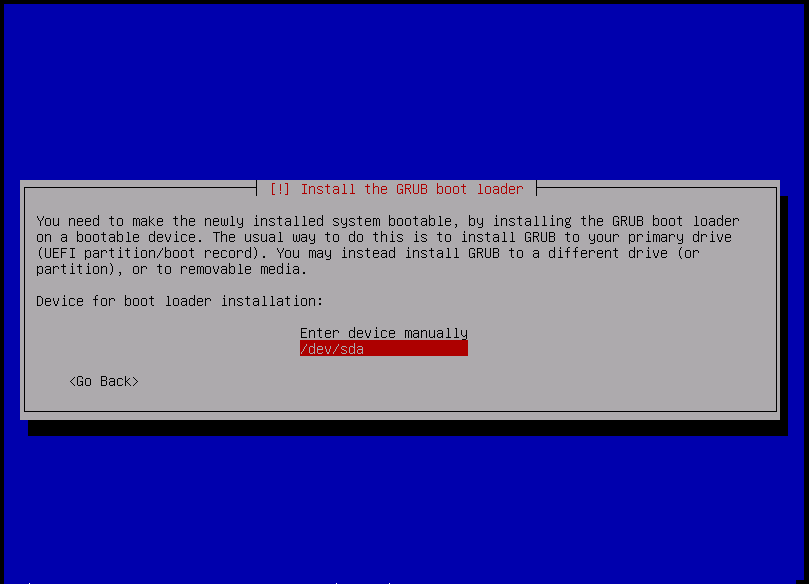 [!] Install the GRUB boot loader
You need to make the newly installed system bootable, by installing the GRUB boot loader
on a bootable device. The usual way to do this is to install GRUB to your primary drive
(UEFI partition/boot record). You may instead install GRUB to a different drive (or
partition), or to removable media.
Device for boot loader installation:
Enter device manually
/dev/sda
<Go Back>